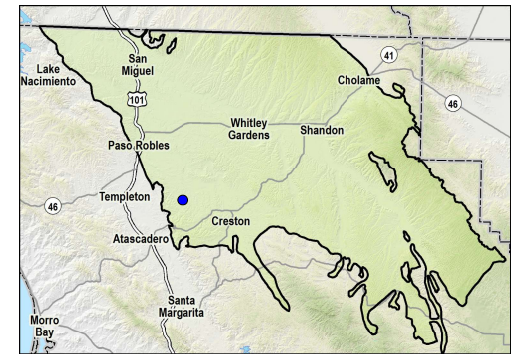 San
Miguel
41
Lake
Nacimiento
Cholame
101
46
Whitley
Gardens
Shandon
Paso Robles
Templeton
46
Creston
Atascadero
Santa
Margarita
Morro
Bay